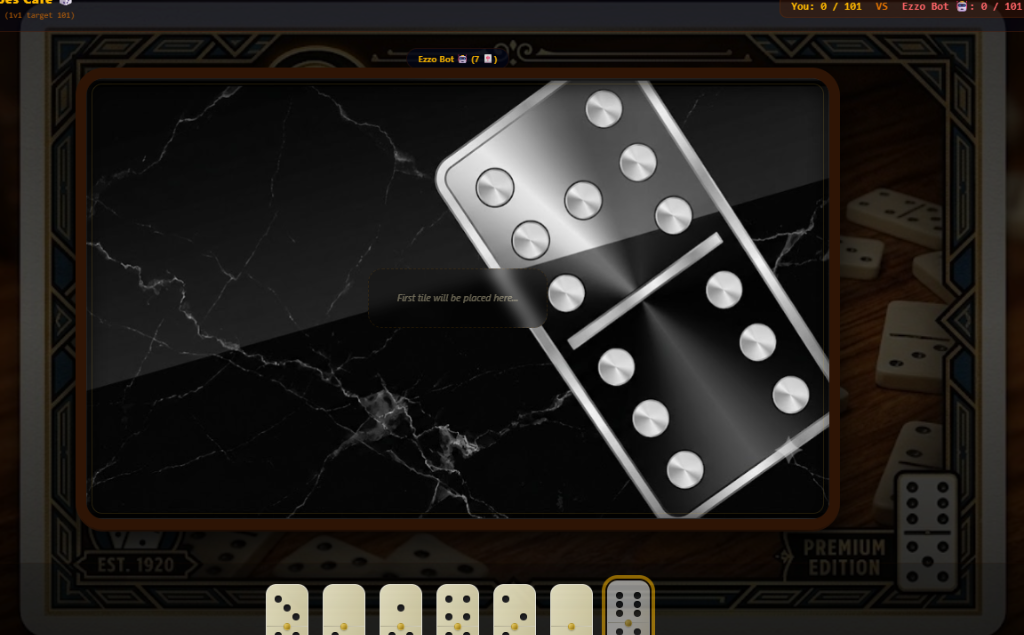 (1v1 target 101)
You: 0 / 101 VS Ezzo Bot 🤖: 0 / 101
Ezzo Bot 🤖 (7 🃏)
First tile will be placed here...
EST. 1920
PREMIUM
EDITION